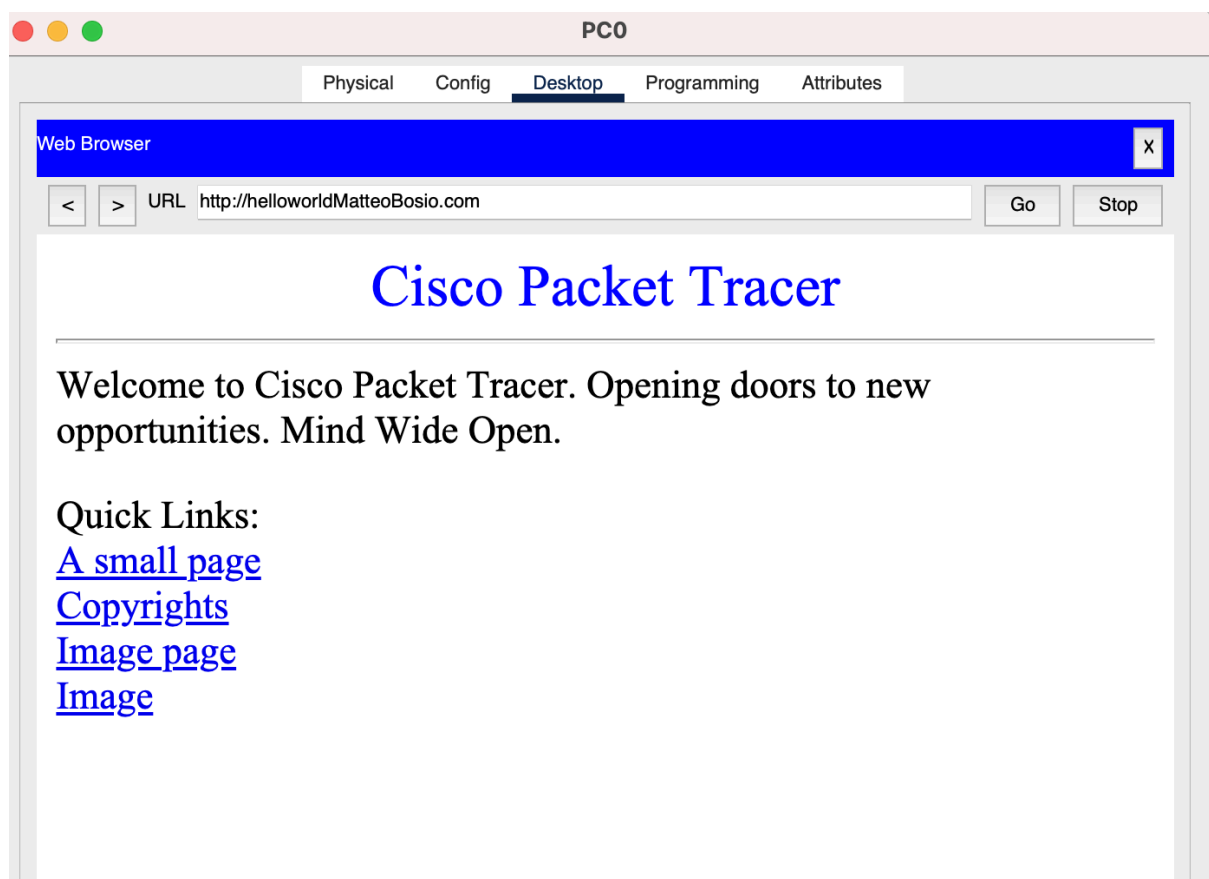 PC0
Physical Config Desktop Programming Attributes
Web Browser X
< > URL http://helloworldMatteoBosio.com Go Stop
Cisco Packet Tracer
Welcome to Cisco Packet Tracer. Opening doors to new
opportunities. Mind Wide Open.
Quick Links:
A small page
Copyrights
Image page
Image